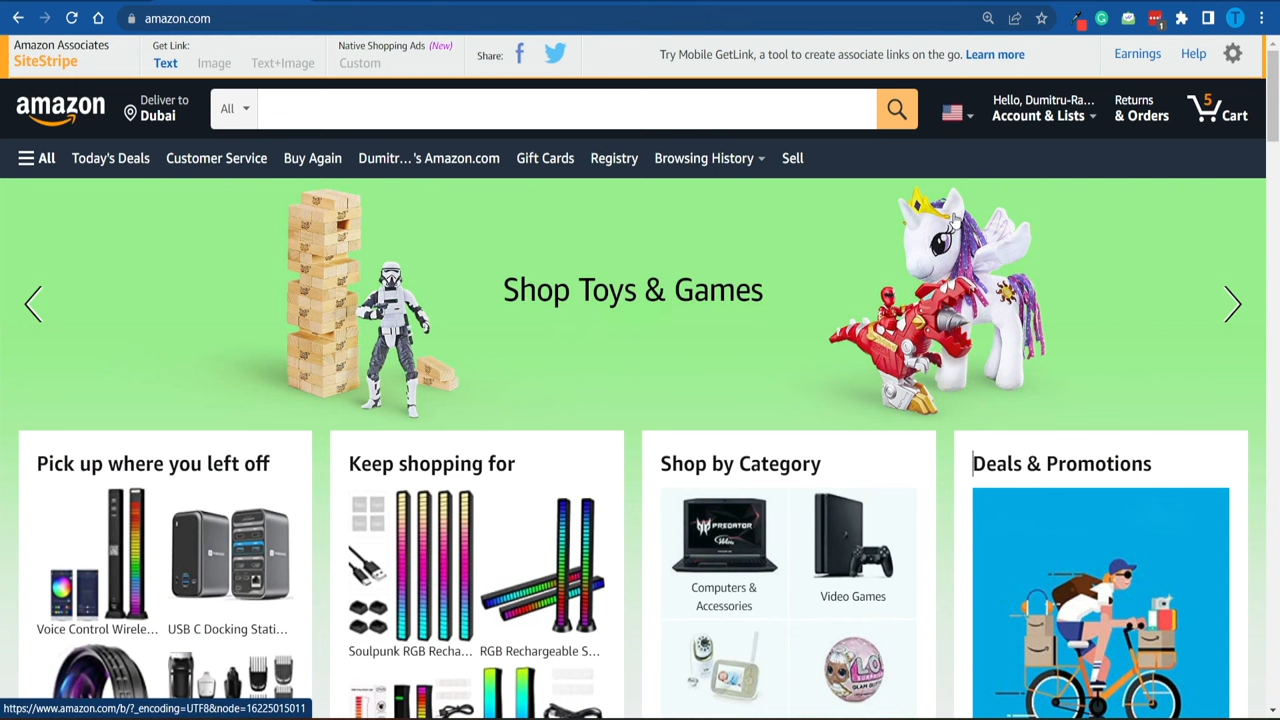 amazon.com
1
T
Amazon Associates
SiteStripe
Get Link:
Text
Image
Text+Image
Native Shopping Ads (New)
Custom
Share:
Try Mobile GetLink, a tool to create associate links on the go. Learn more
Earnings
Help
amazon
Deliver to
Dubai
All
Hello, Dumitru-Ra...
Account & Lists
Returns
& Orders
5
Cart
All
Today's Deals
Customer Service
Buy Again
Dumitr...'s Amazon.com
Gift Cards
Registry
Browsing History
Sell
Shop Toys & Games
Pick up where you left off
Keep shopping for
Shop by Category
Deals & Promotions
PREDATOR
Computers &
Accessories
Video Games
Voice Control Wirele...
USB C Docking Stati...
Soulpunk RGB Recha...
RGB Rechargeable S...
https://www.amazon.com/b/?_encoding=UTF8&node=16225015011